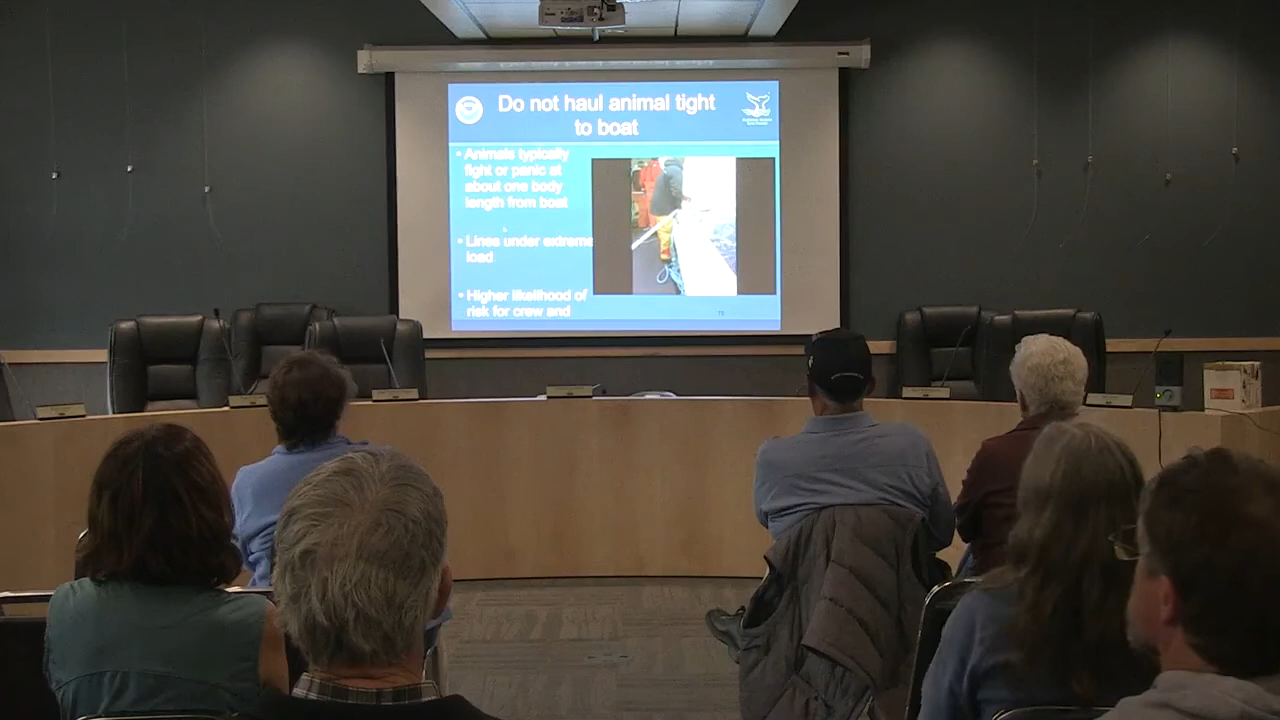 Do not haul animal tight
to boat
• Animals typically
fight or panic at
about one body
length from boat
• Lines under extreme
load
• Higher likelihood of
risk for crew and